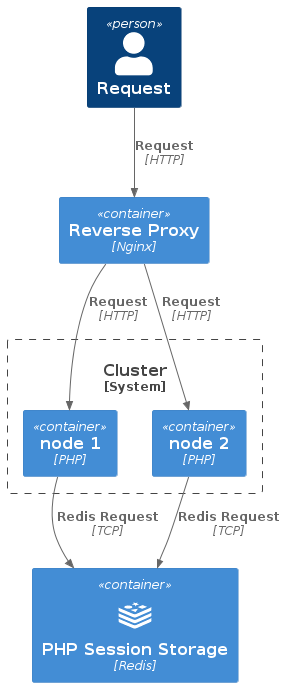 «person»
Request
Request
[HTTP]
«container»
Reverse Proxy
[Nginx]
Request
[HTTP]
Request
[HTTP]
Cluster
[System]
«container»
node 1
[PHP]
«container»
node 2
[PHP]
Redis Request
[TCP]
Redis Request
[TCP]
«container»
PHP Session Storage
[Redis]